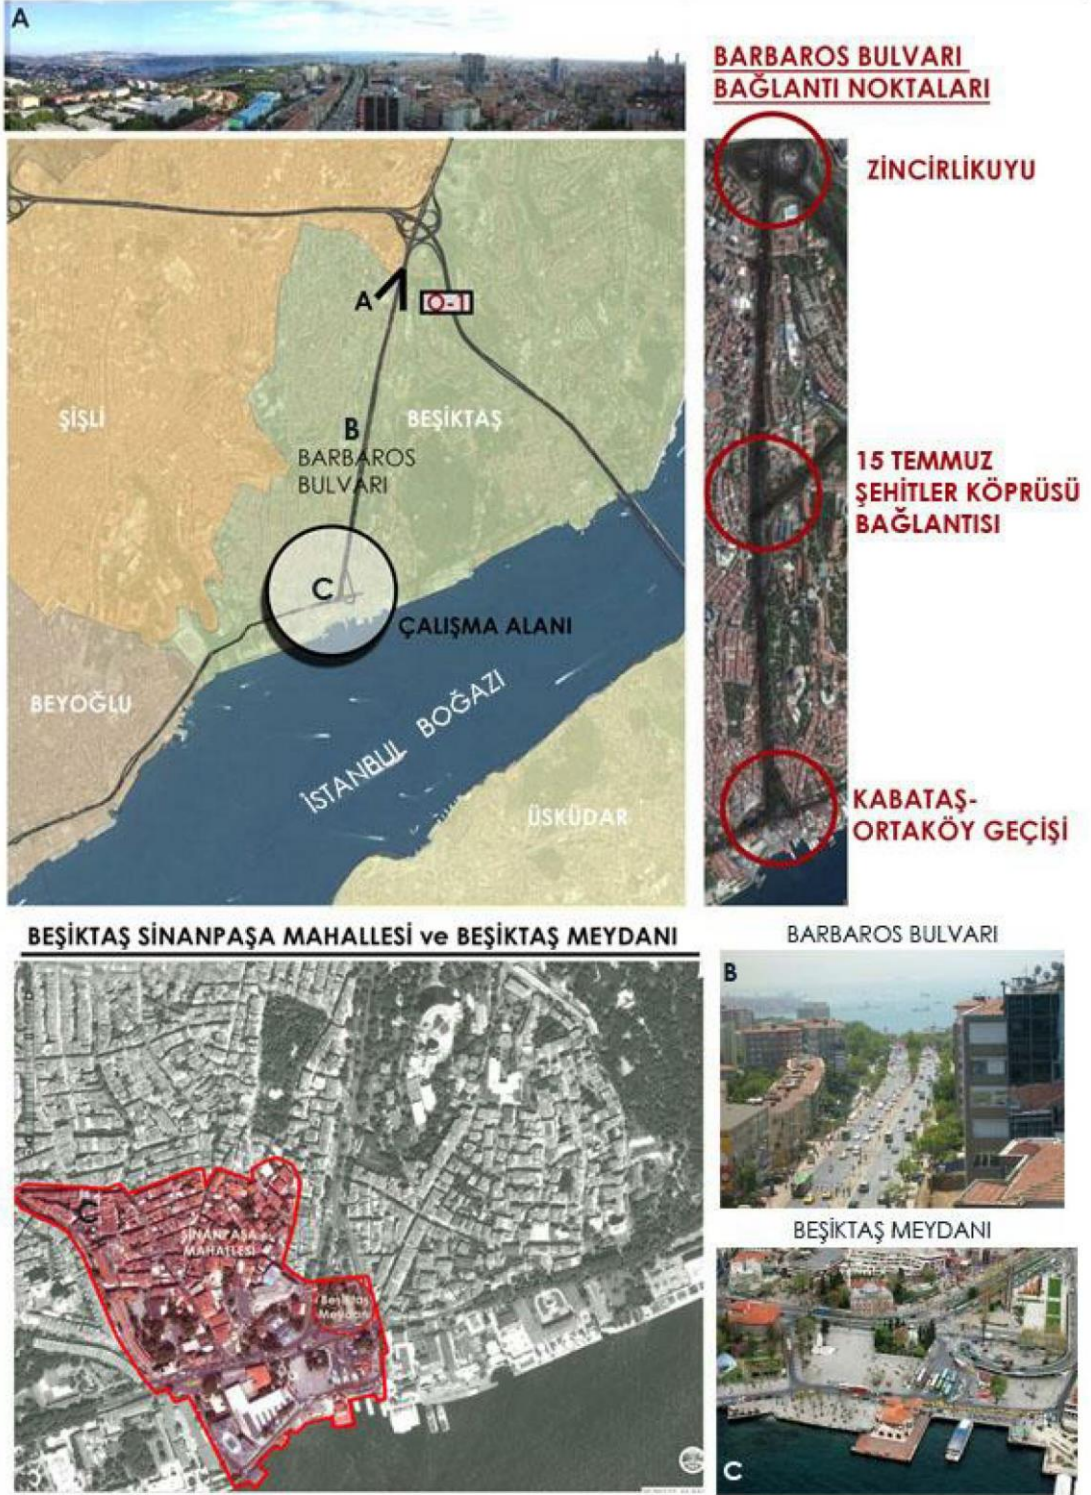 A
BARBAROS BULVARI
BAĞLANTI NOKTALARI
ZİNCİRLİKUYU
A
O-1
ŞİŞLİ
BEŞİKTAŞ
B
BARBAROS
BULVARI
15 TEMMUZ
ŞEHİTLER KÖPRÜSÜ
BAĞLANTISI
C
ÇALIŞMA ALANI
BEYOĞLU
İSTANBUL BOĞAZI
ÜSKÜDAR
KABATAŞ-
ORTAKÖY GEÇİŞİ
BEŞİKTAŞ SİNANPAŞA MAHALLESİ ve BEŞİKTAŞ MEYDANI
BARBAROS BULVARI
B
C
SİNANPAŞA
MAHALLESİ
Beşiktaş
Meydanı
BEŞİKTAŞ MEYDANI
C